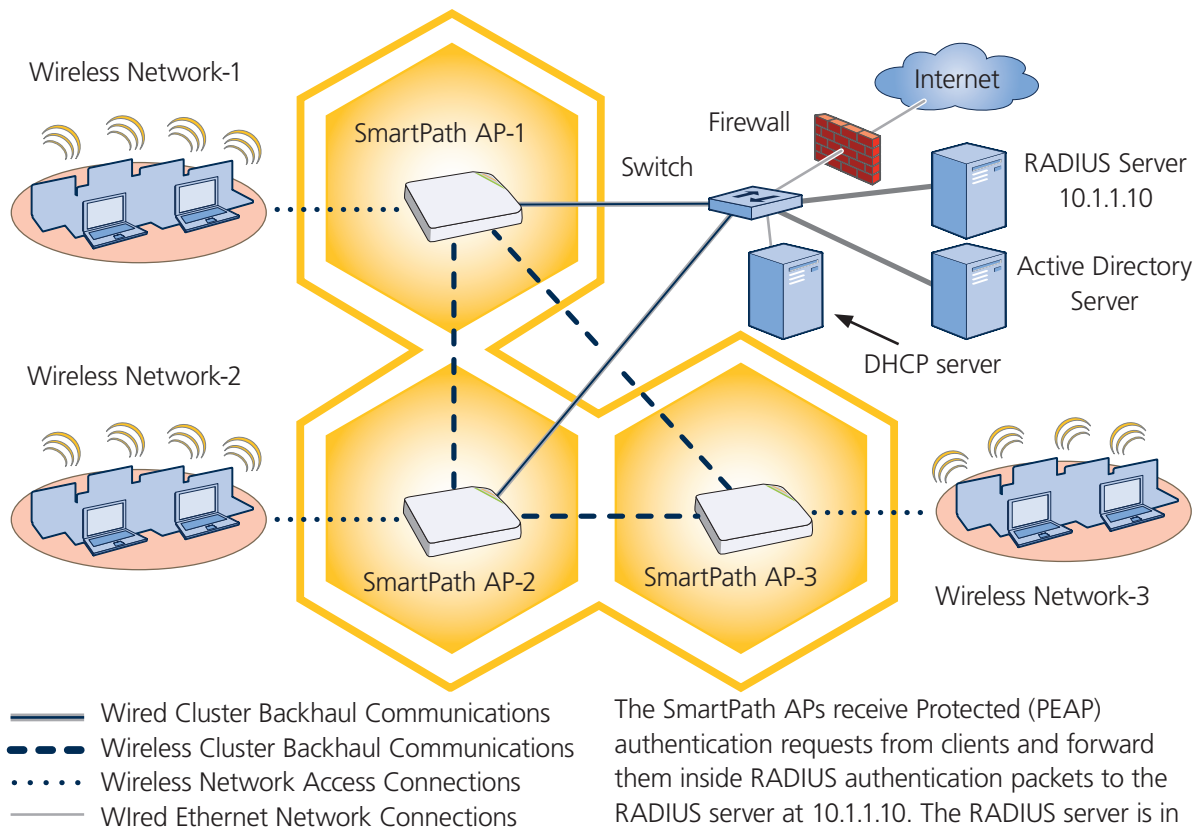 Wireless Network-1
SmartPath AP-1
Internet
Firewall
Switch
RADIUS Server
10.1.1.10
Active Directory
Server
DHCP server
Wireless Network-2
SmartPath AP-2
SmartPath AP-3
Wireless Network-3
Wired Cluster Backhaul Communications
Wireless Cluster Backhaul Communications
Wireless Network Access Connections
WIred Ethernet Network Connections
The SmartPath APs receive Protected (PEAP)
authentication requests from clients and forward
them inside RADIUS authentication packets to the
RADIUS server at 10.1.1.10. The RADIUS server is in